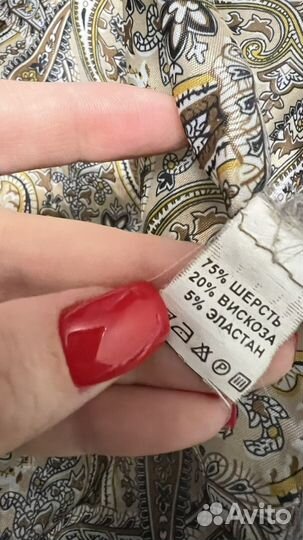 75% ШЕРСТЬ
20% ВИСКОЗА
5% ЭЛАСТАН
Avito